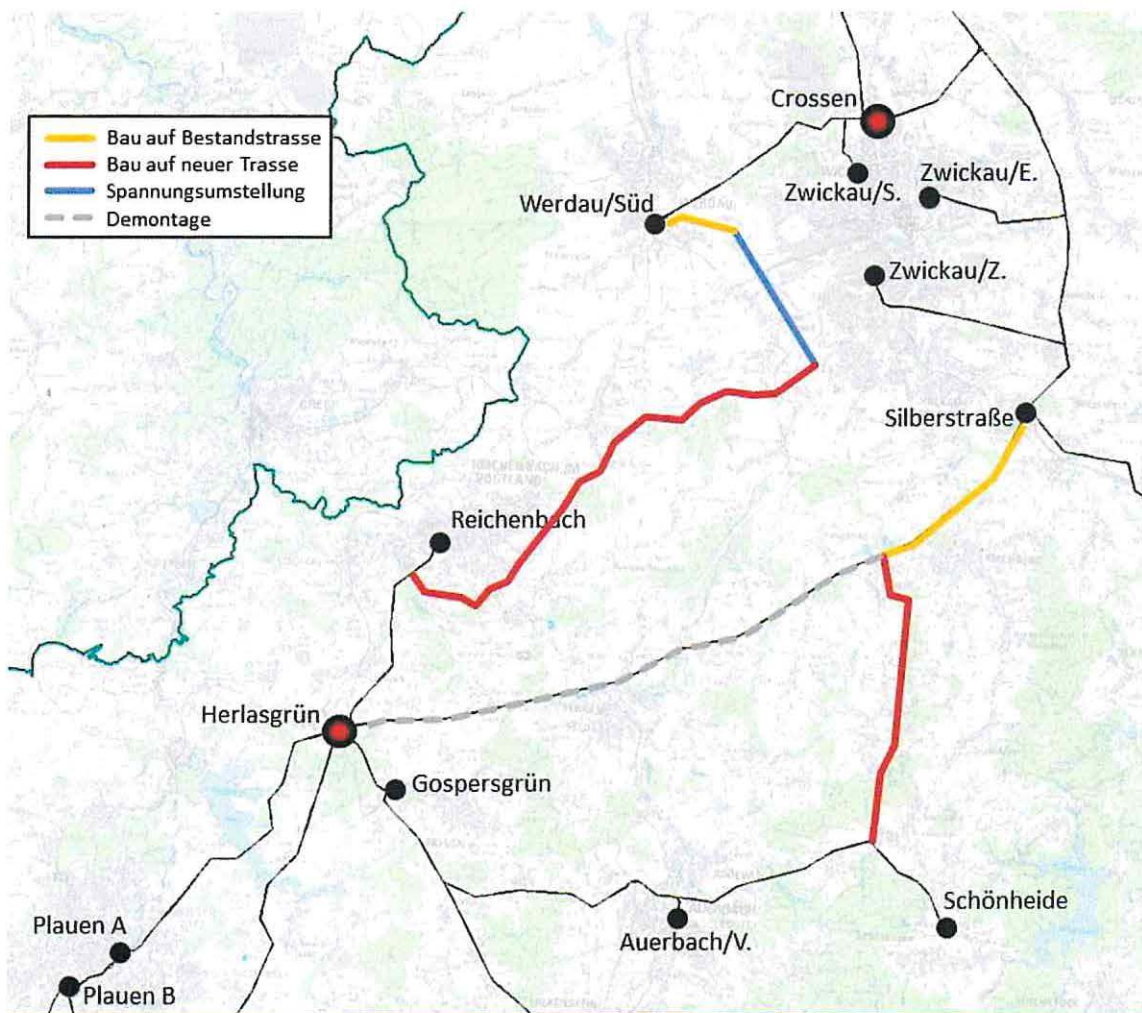 Crossen
Bau auf Bestandstrasse
Bau auf neuer Trasse
Spannungsumstellung
Demontage
Zwickau/S.
Zwickau/E.
Werdau/Süd
Zwickau/Z.
Silberstraße
Reichenbach
Herlasgrün
Gospersgrün
Schönheide
Auerbach/V.
Plauen A
Plauen B